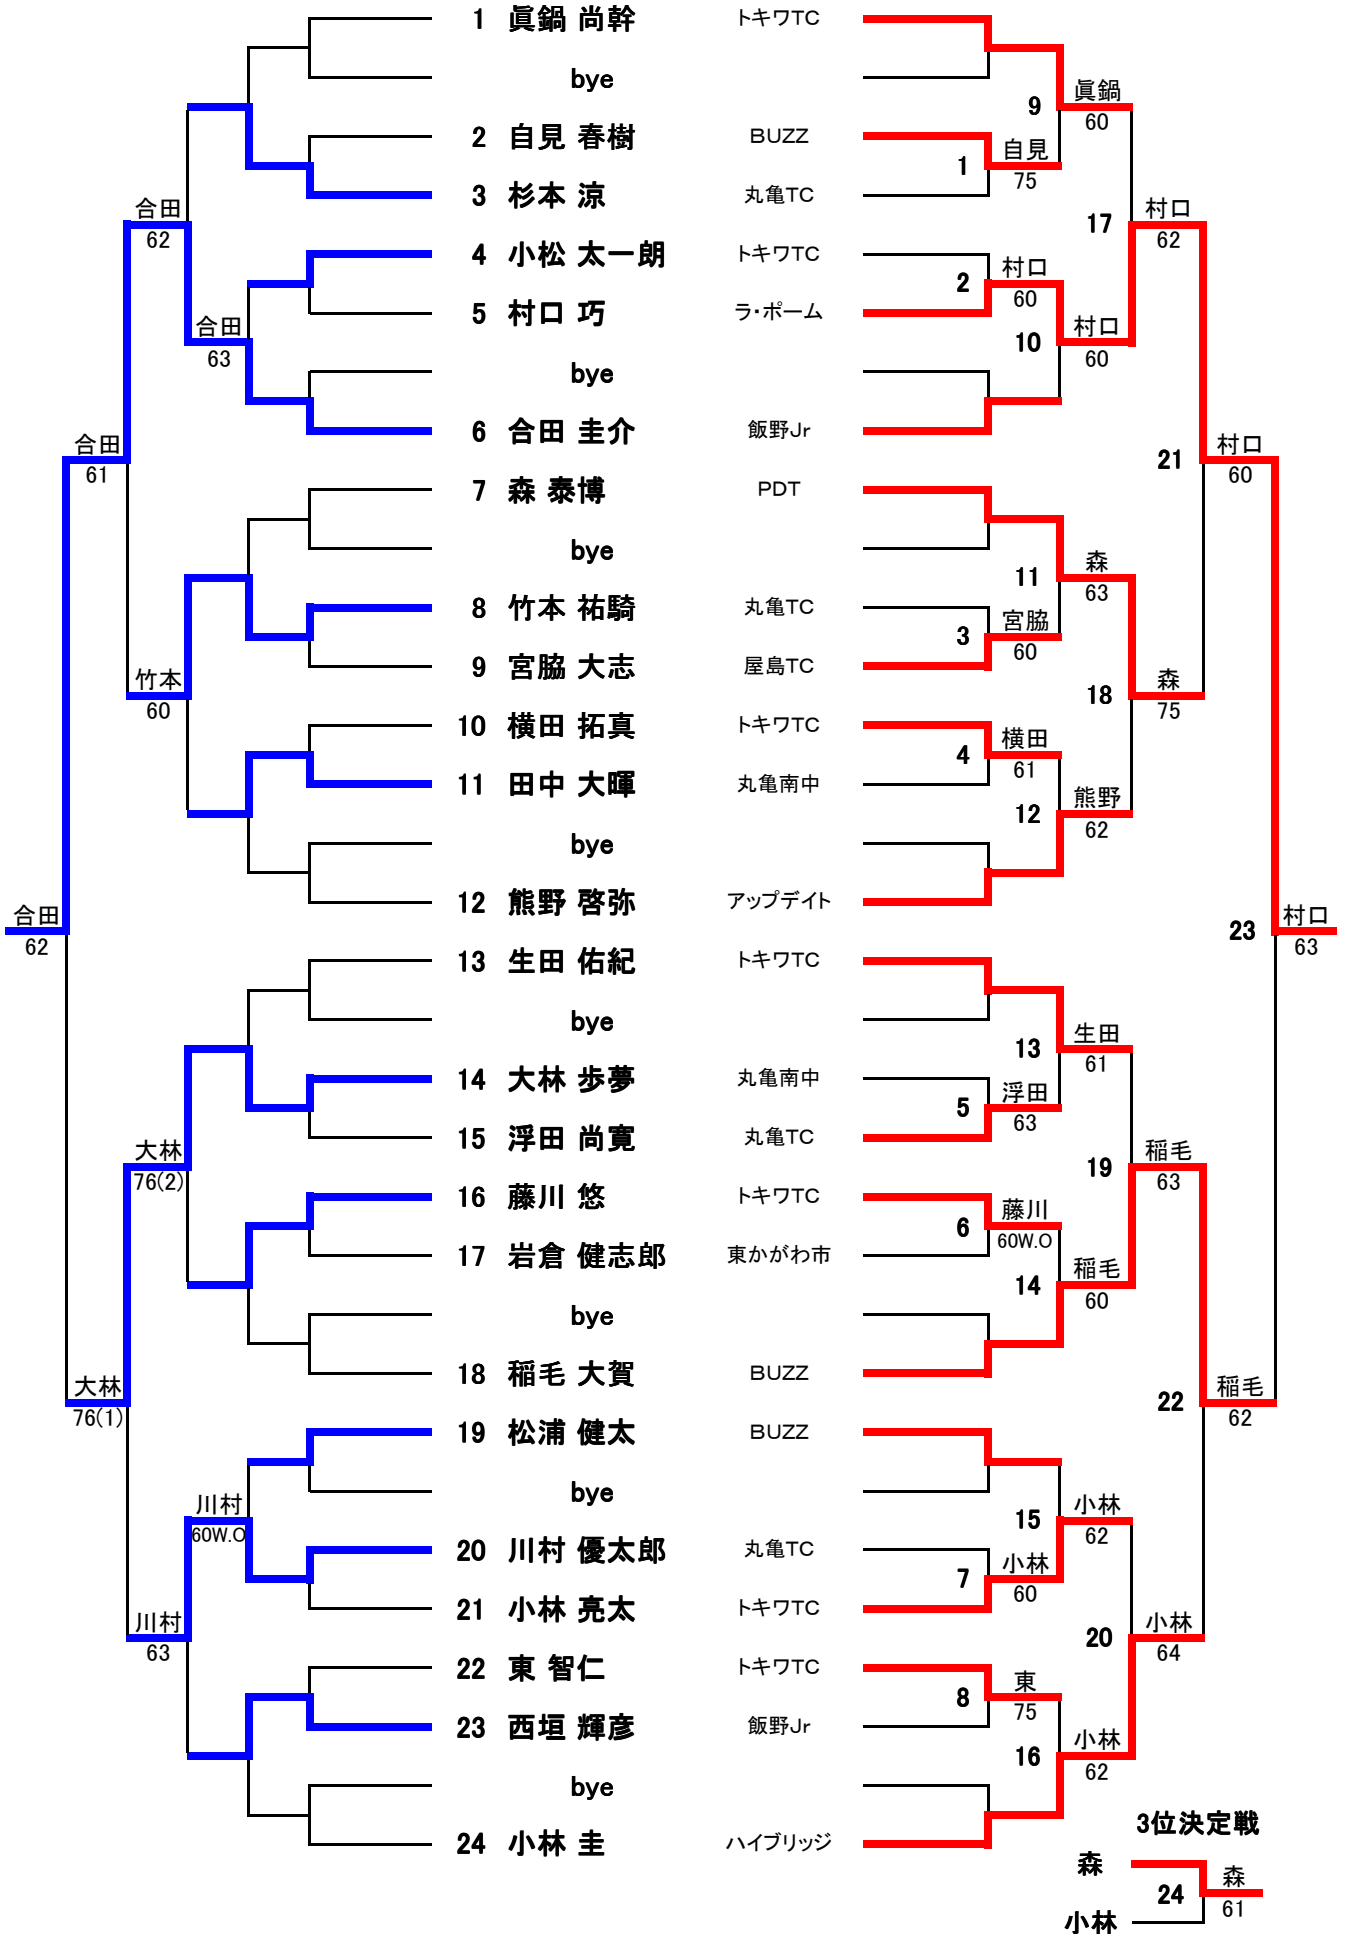 1 眞鍋 尚幹 トキワTC
bye
9 眞鍋
60
2 自見 春樹 BUZZ
1 自見
75
3 杉本 涼 丸亀TC
合田
62
17 村口
62
4 小松 太一朗 トキワTC
2 村口
60
5 村口 巧 ラ・ポーム
合田
63
10 村口
60
bye
6 合田 圭介 飯野Jr
合田
61
21 村口
60
7 森 泰博 PDT
bye
11 森
63
8 竹本 祐騎 丸亀TC
3 宮脇
60
9 宮脇 大志 屋島TC
竹本
60
18 森
75
10 横田 拓真 トキワTC
4 横田
61
11 田中 大暉 丸亀南中
12 熊野
62
bye
12 熊野 啓弥 アップデイト
合田
62
23 村口
63
13 生田 佑紀 トキワTC
bye
13 生田
61
14 大林 歩夢 丸亀南中
5 浮田
63
15 浮田 尚寛 丸亀TC
大林
76(2)
19 稲毛
63
16 藤川 悠 トキワTC
6 藤川
60W.O
17 岩倉 健志郎 東かがわ市
14 稲毛
60
bye
18 稲毛 大賀 BUZZ
大林
76(1)
22 稲毛
62
19 松浦 健太 BUZZ
bye
川村
60W.O
15 小林
62
20 川村 優太郎 丸亀TC
7 小林
60
21 小林 亮太 トキワTC
川村
63
20 小林
64
22 東 智仁 トキワTC
8 東
75
23 西垣 輝彦 飯野Jr
16 小林
62
bye
24 小林 圭 ハイブリッジ
3位決定戦
森
24 森
61
小林